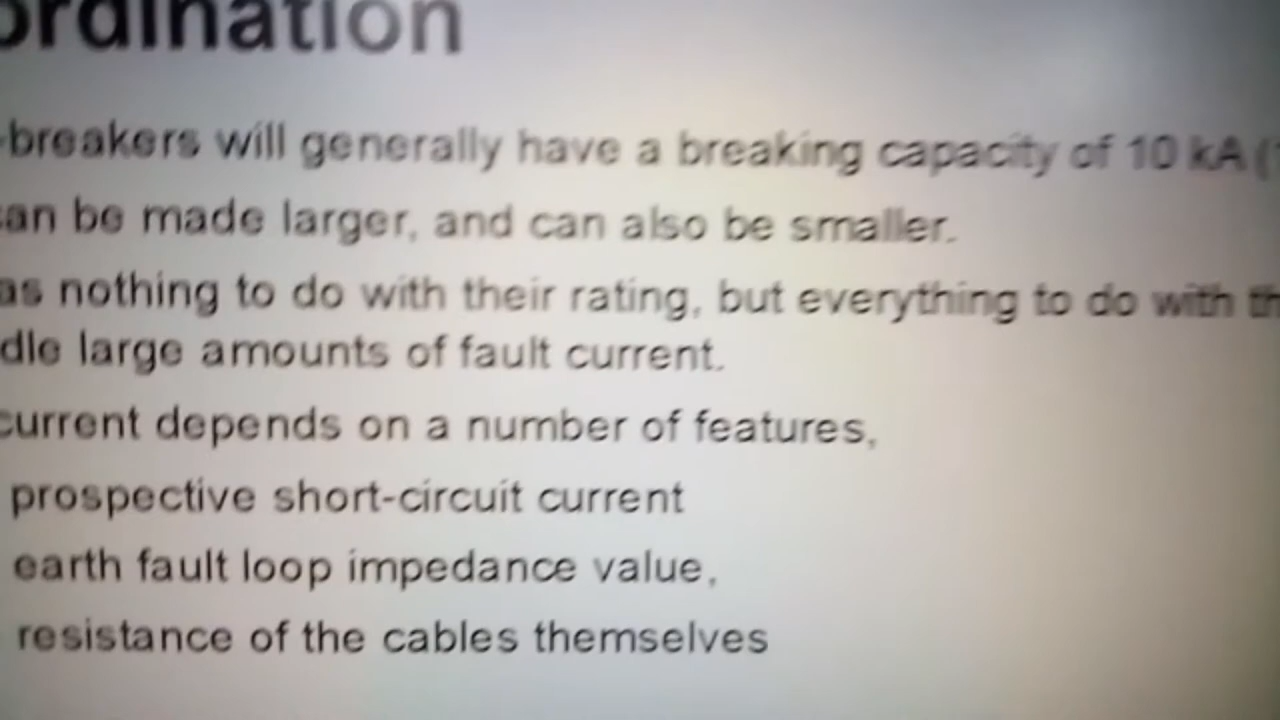 ordination
-breakers will generally have a breaking capacity of 10 kA (
can be made larger, and can also be smaller.
as nothing to do with their rating, but everything to do with th
dle large amounts of fault current.
current depends on a number of features,
prospective short-circuit current
earth fault loop impedance value,
resistance of the cables themselves